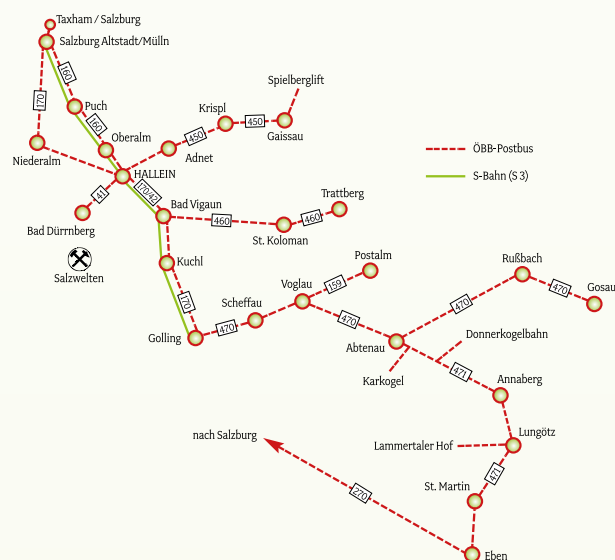 Taxham / Salzburg
Salzburg Altstadt/Mülln
160
Spielberglift
170
Puch
Krispl
160
450
Oberalm
450
Gaissau
Niederalm
Adnet
ÖBB-Postbus
HALLEIN
S-Bahn (S 3)
41
170/42
Trattberg
Bad Vigaun
460
460
Bad Dürrnberg
St. Koloman
Salzwelten
Kuchl
Postalm
Rußbach
Voglau
159
470
Gosau
170
Scheffau
470
470
470
Golling
Donnerkogelbahn
Abtenau
471
Karkogel
Annaberg
nach Salzburg
Lungötz
Lammertaler Hof
471
St. Martin
270
Eben